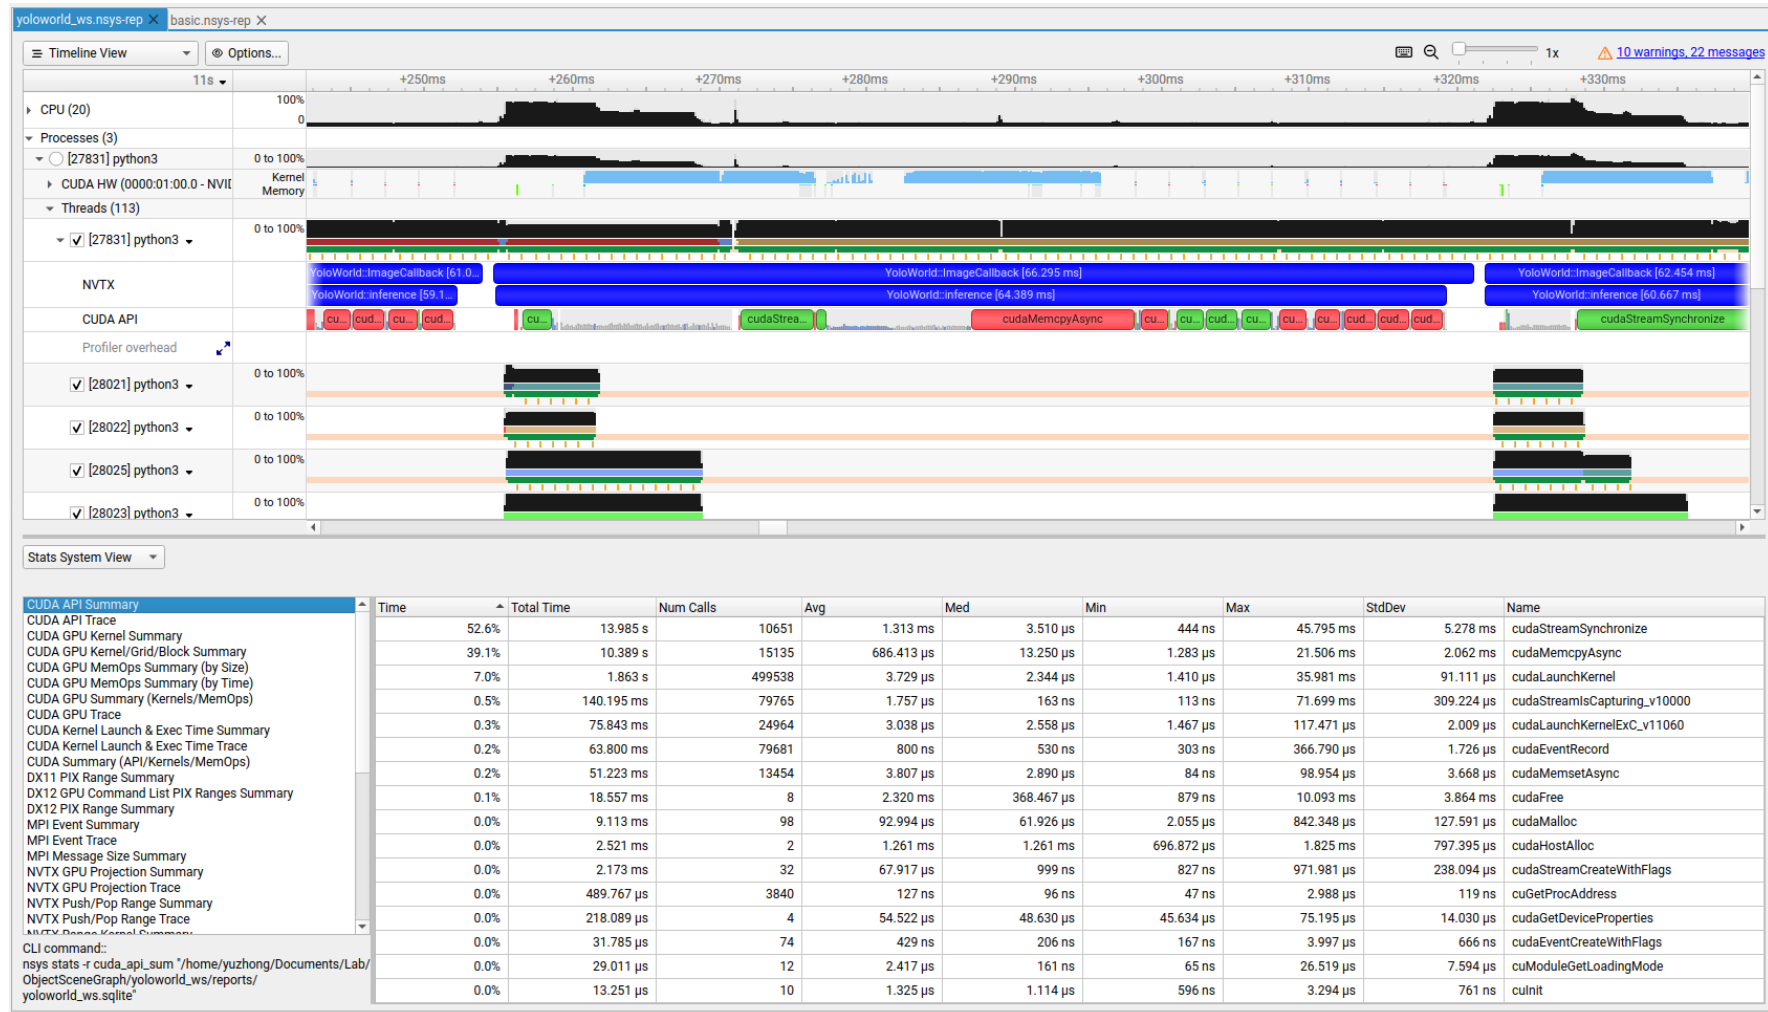 yoloworld_ws.nsys-rep
basic.nsys-rep
Timeline View
Options...
1x
10 warnings, 22 messages
11s
+250ms
+260ms
+270ms
+280ms
+290ms
+300ms
+310ms
+320ms
+330ms
CPU (20)
100%
0
Processes (3)
[27831] python3
0 to 100%
CUDA HW (0000:01:00.0 - NVID
Kernel
Memory
Threads (113)
[27831] python3
0 to 100%
NVTX
YoloWorld::ImageCallback [61.0...
YoloWorld::ImageCallback [66.295 ms]
YoloWorld::ImageCallback [62.454 ms]
YoloWorld::inference [59.1...
YoloWorld::inference [64.389 ms]
YoloWorld::inference [60.667 ms]
CUDA API
cu... cud... cu... cud... cu... cudaStrea... cudaMemcpyAsync cu... cu... cud... cu... cu... cu... cud... cud... cud... cudaStreamSynchronize
Profiler overhead
[28021] python3
0 to 100%
[28022] python3
0 to 100%
[28025] python3
0 to 100%
[28023] python3
0 to 100%
Stats System View
CUDA API Summary
CUDA API Trace
CUDA GPU Kernel Summary
CUDA GPU Kernel/Grid/Block Summary
CUDA GPU MemOps Summary (by Size)
CUDA GPU MemOps Summary (by Time)
CUDA GPU Summary (Kernels/MemOps)
CUDA GPU Trace
CUDA Kernel Launch & Exec Time Summary
CUDA Kernel Launch & Exec Time Trace
CUDA Summary (API/Kernels/MemOps)
DX11 PIX Range Summary
DX12 GPU Command List PIX Ranges Summary
DX12 PIX Range Summary
MPI Event Summary
MPI Event Trace
MPI Message Size Summary
NVTX GPU Projection Summary
NVTX GPU Projection Trace
NVTX Push/Pop Range Summary
NVTX Push/Pop Range Trace
NVTX Range Kernel Summary
CLI command::
nsys stats -r cuda_api_sum "/home/yuzhong/Documents/Lab/
ObjectSceneGraph/yoloworld_ws/reports/
yoloworld_ws.sqlite"
Time Total Time Num Calls Avg Med Min Max StdDev Name
52.6% 13.985 s 10651 1.313 ms 3.510 μs 444 ns 45.795 ms 5.278 ms cudaStreamSynchronize
39.1% 10.389 s 15135 686.413 μs 13.250 μs 1.283 μs 21.506 ms 2.062 ms cudaMemcpyAsync
7.0% 1.863 s 499538 3.729 μs 2.344 μs 1.410 μs 35.981 ms 91.111 μs cudaLaunchKernel
0.5% 140.195 ms 79765 1.757 μs 163 ns 113 ns 71.699 ms 309.224 μs cudaStreamIsCapturing_v10000
0.3% 75.843 ms 24964 3.038 μs 2.558 μs 1.467 μs 117.471 μs 2.009 μs cudaLaunchKernelExC_v11060
0.2% 63.800 ms 79681 800 ns 530 ns 303 ns 366.790 μs 1.726 μs cudaEventRecord
0.2% 51.223 ms 13454 3.807 μs 2.890 μs 84 ns 98.954 μs 3.668 μs cudaMemsetAsync
0.1% 18.557 ms 8 2.320 ms 368.467 μs 879 ns 10.093 ms 3.864 ms cudaFree
0.0% 9.113 ms 98 92.994 μs 61.926 μs 2.055 μs 842.348 μs 127.591 μs cudaMalloc
0.0% 2.521 ms 2 1.261 ms 1.261 ms 696.872 μs 1.825 ms 797.395 μs cudaHostAlloc
0.0% 2.173 ms 32 67.917 μs 999 ns 827 ns 971.981 μs 238.094 μs cudaStreamCreateWithFlags
0.0% 489.767 μs 3840 127 ns 96 ns 47 ns 2.988 μs 119 ns cuGetProcAddress
0.0% 218.089 μs 4 54.522 μs 48.630 μs 45.634 μs 75.195 μs 14.030 μs cudaGetDeviceProperties
0.0% 31.785 μs 74 429 ns 206 ns 167 ns 3.997 μs 666 ns cudaEventCreateWithFlags
0.0% 29.011 μs 12 2.417 μs 161 ns 65 ns 26.519 μs 7.594 μs cuModuleGetLoadingMode
0.0% 13.251 μs 10 1.325 μs 1.114 μs 596 ns 3.294 μs 761 ns cuInit